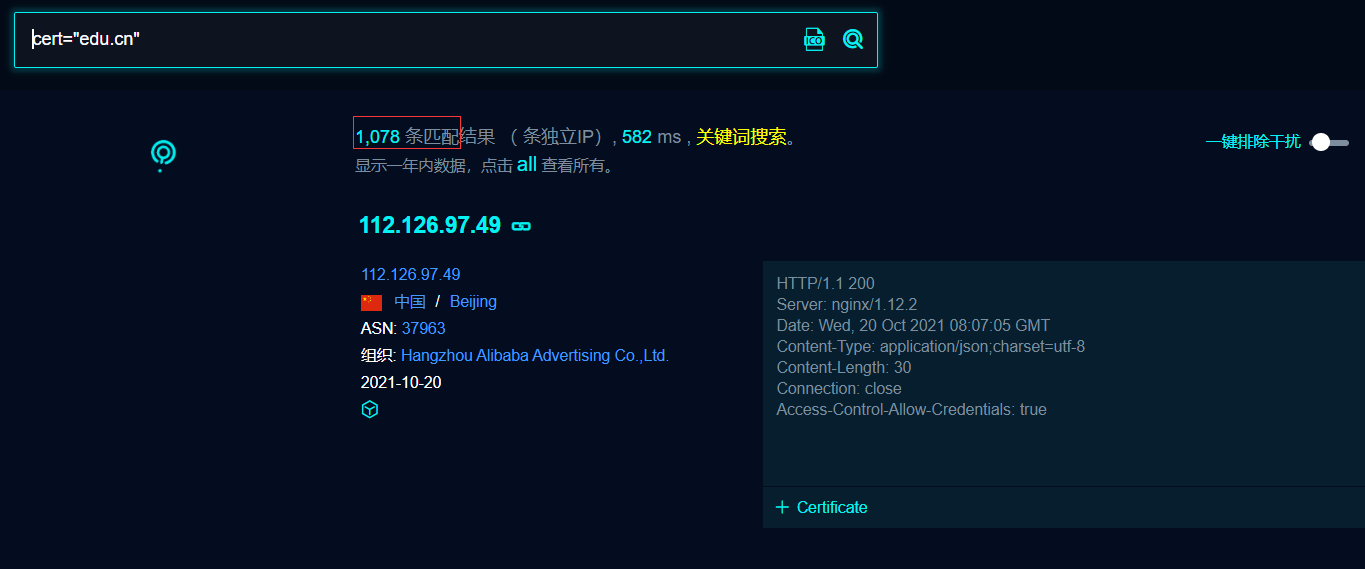 cert="edu.cn"
ICO
1,078 条匹配结果 （ 条独立IP）, 582 ms , 关键词搜索。
一键排除干扰
显示一年内数据，点击 all 查看所有。
112.126.97.49
112.126.97.49
中国 / Beijing
ASN: 37963
组织: Hangzhou Alibaba Advertising Co.,Ltd.
2021-10-20
HTTP/1.1 200
Server: nginx/1.12.2
Date: Wed, 20 Oct 2021 08:07:05 GMT
Content-Type: application/json;charset=utf-8
Content-Length: 30
Connection: close
Access-Control-Allow-Credentials: true
+ Certificate